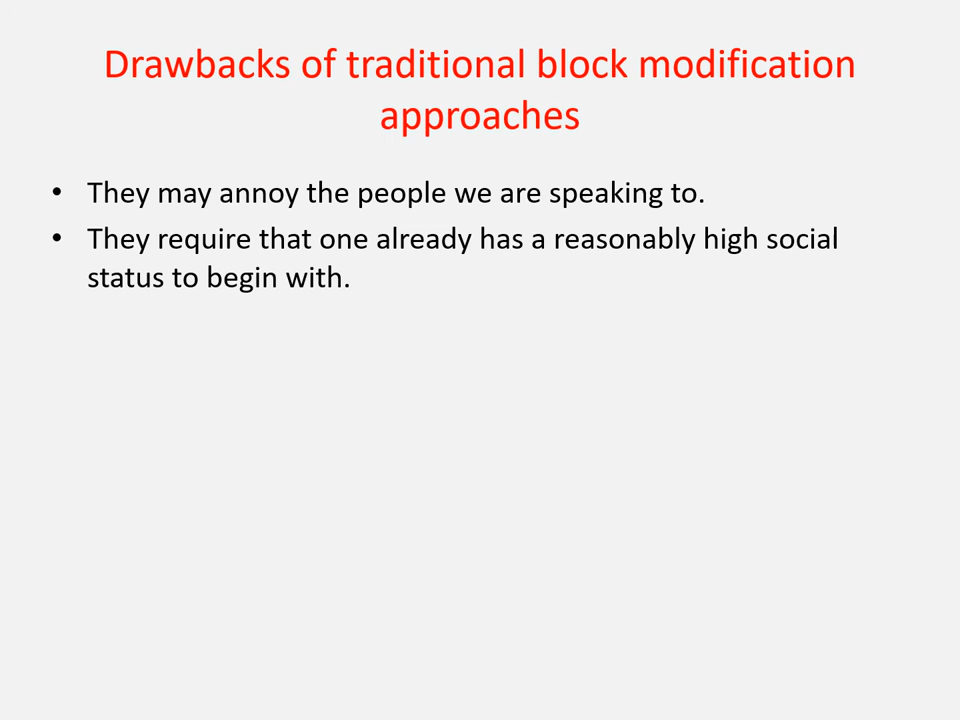 Drawbacks of traditional block modification
approaches
• They may annoy the people we are speaking to.
• They require that one already has a reasonably high social
status to begin with.